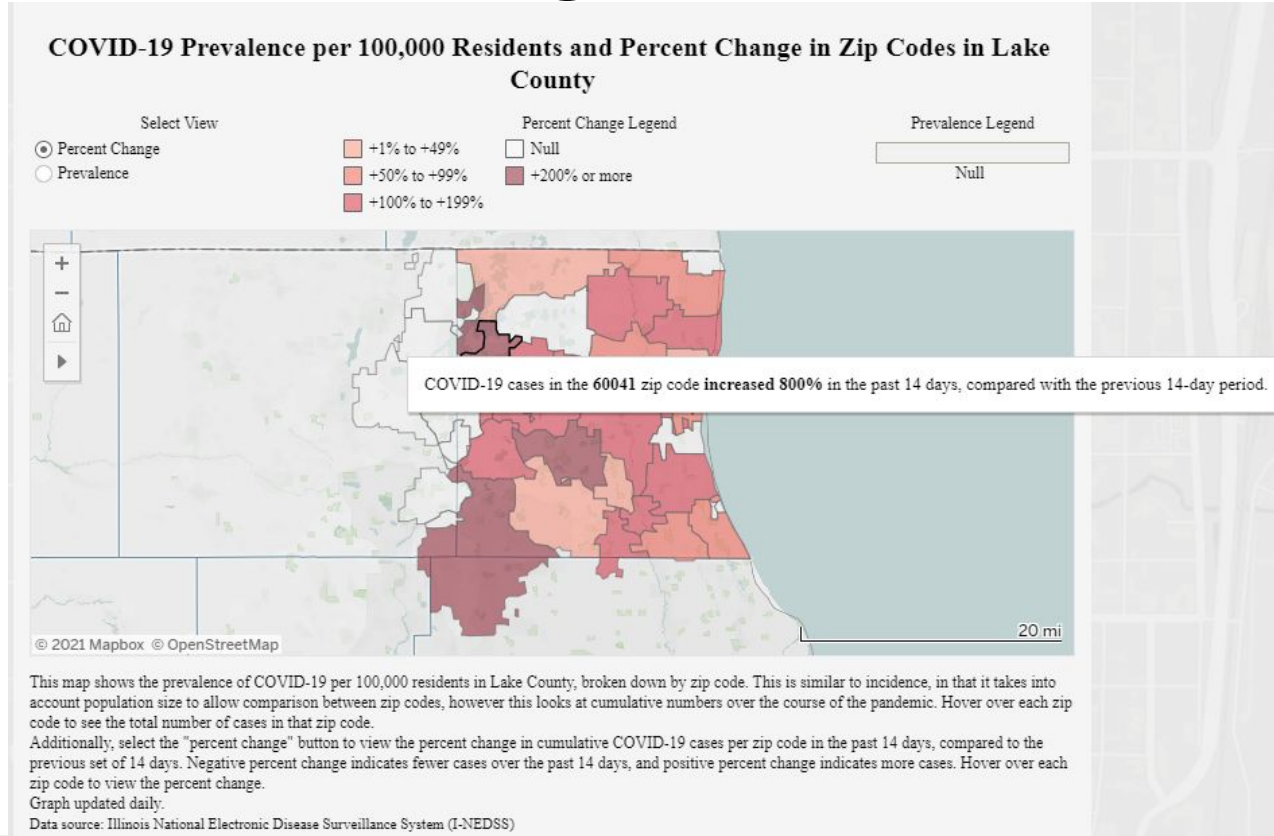 COVID-19 Prevalence per 100,000 Residents and Percent Change in Zip Codes in Lake
County
Select View
Percent Change
Prevalence
Percent Change Legend
+1% to +49%
+50% to +99%
+100% to +199%
Null
+200% or more
Prevalence Legend
Null
COVID-19 cases in the 60041 zip code increased 800% in the past 14 days, compared with the previous 14-day period.
20 mi
© 2021 Mapbox © OpenStreetMap
This map shows the prevalence of COVID-19 per 100,000 residents in Lake County, broken down by zip code. This is similar to incidence, in that it takes into
account population size to allow comparison between zip codes, however this looks at cumulative numbers over the course of the pandemic. Hover over each zip
code to see the total number of cases in that zip code.
Additionally, select the "percent change" button to view the percent change in cumulative COVID-19 cases per zip code in the past 14 days, compared to the
previous set of 14 days. Negative percent change indicates fewer cases over the past 14 days, and positive percent change indicates more cases. Hover over each
zip code to view the percent change.
Graph updated daily.
Data source: Illinois National Electronic Disease Surveillance System (I-NEDSS)